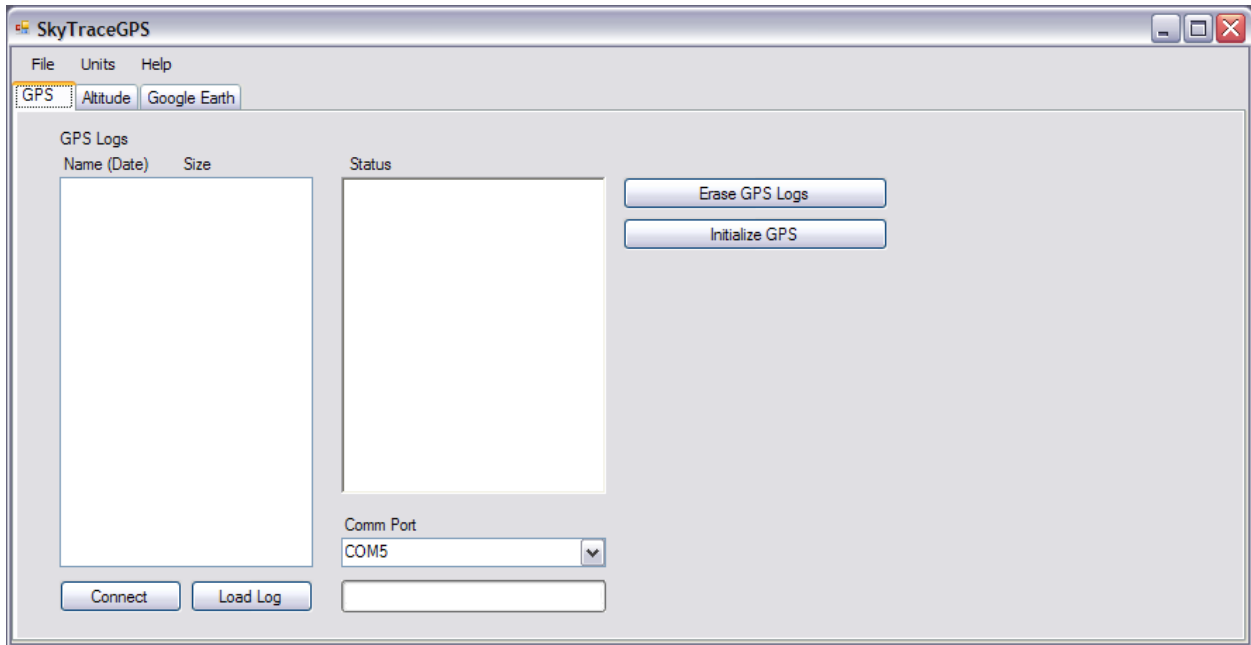 SkyTraceGPS
File Units Help
GPS Altitude Google Earth
GPS Logs
Name (Date) Size Status
Erase GPS Logs
Initialize GPS
Comm Port
COM5
Connect Load Log